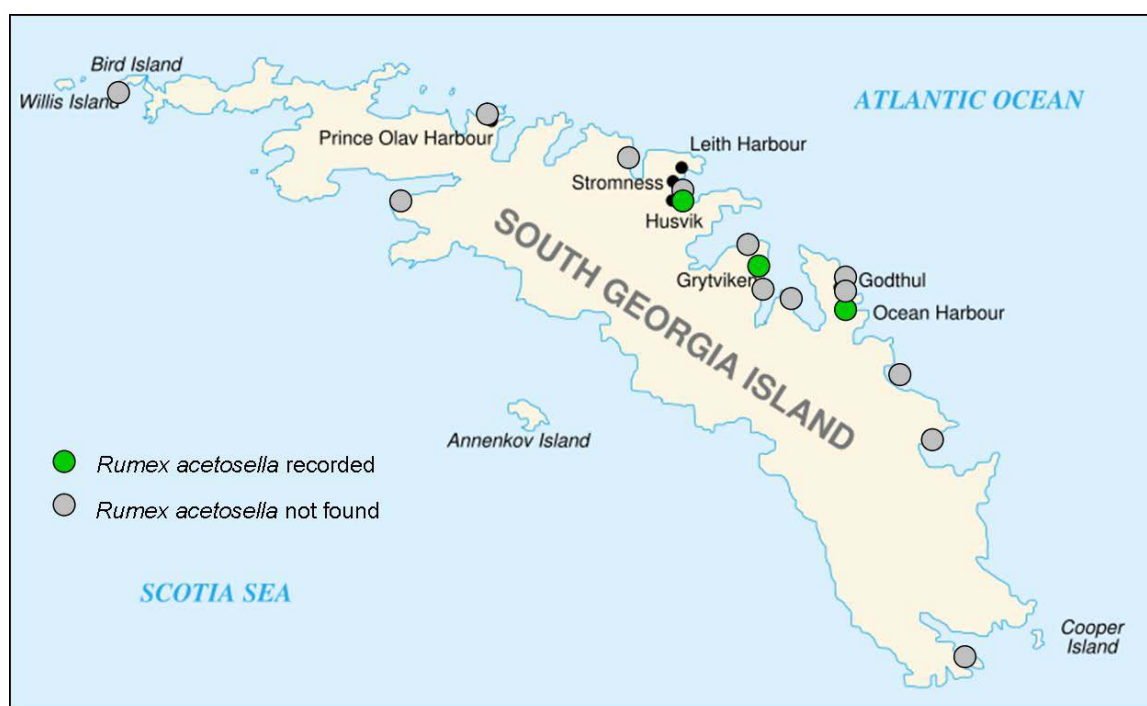 Bird Island
Willis Island
ATLANTIC OCEAN
Prince Olav Harbour
Leith Harbour
Stromness
Husvik
SOUTH GEORGIA ISLAND
Grytviken
Godthul
Ocean Harbour
Annenkov Island
Rumex acetosella recorded
Rumex acetosella not found
SCOTIA SEA
Cooper
Island